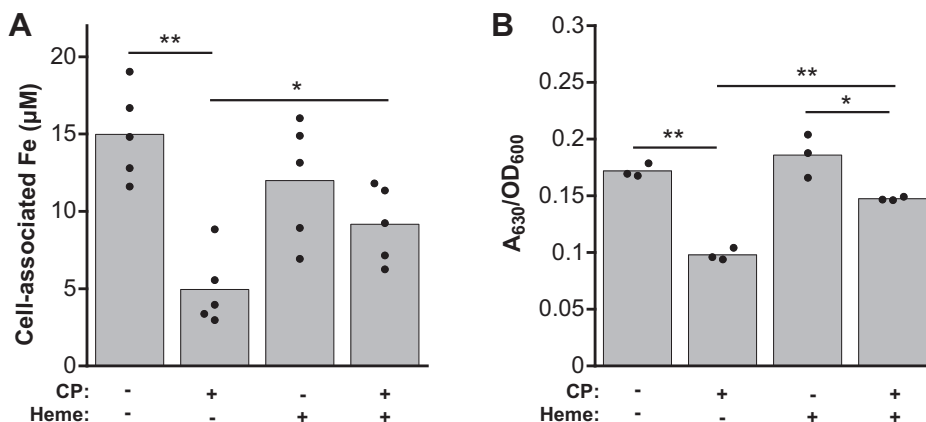 A
Cell-associated Fe (µM)
20
15
10
5
0
**
*
CP: - + - +
Heme: - - + +
B
A630/OD600
0.3
0.25
0.2
0.15
0.1
0.05
0
**
**
*
CP: - + - +
Heme: - - + +